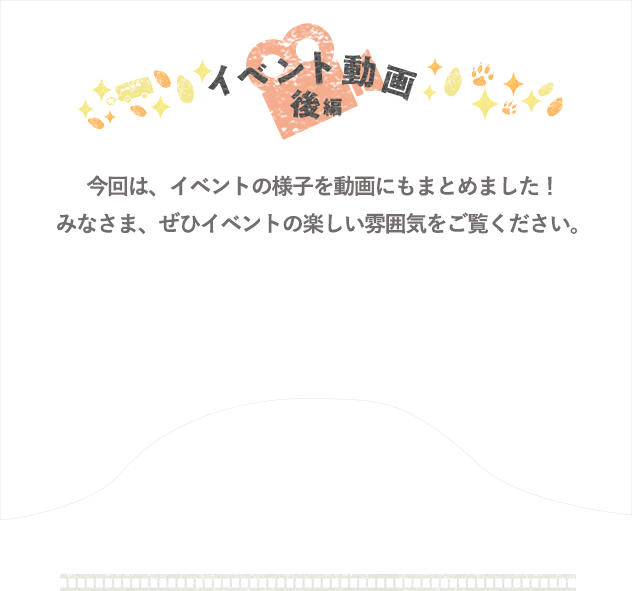 イベント動画
後編
今回は、イベントの様子を動画にもまとめました！
みなさま、ぜひイベントの楽しい雰囲気をご覧ください。